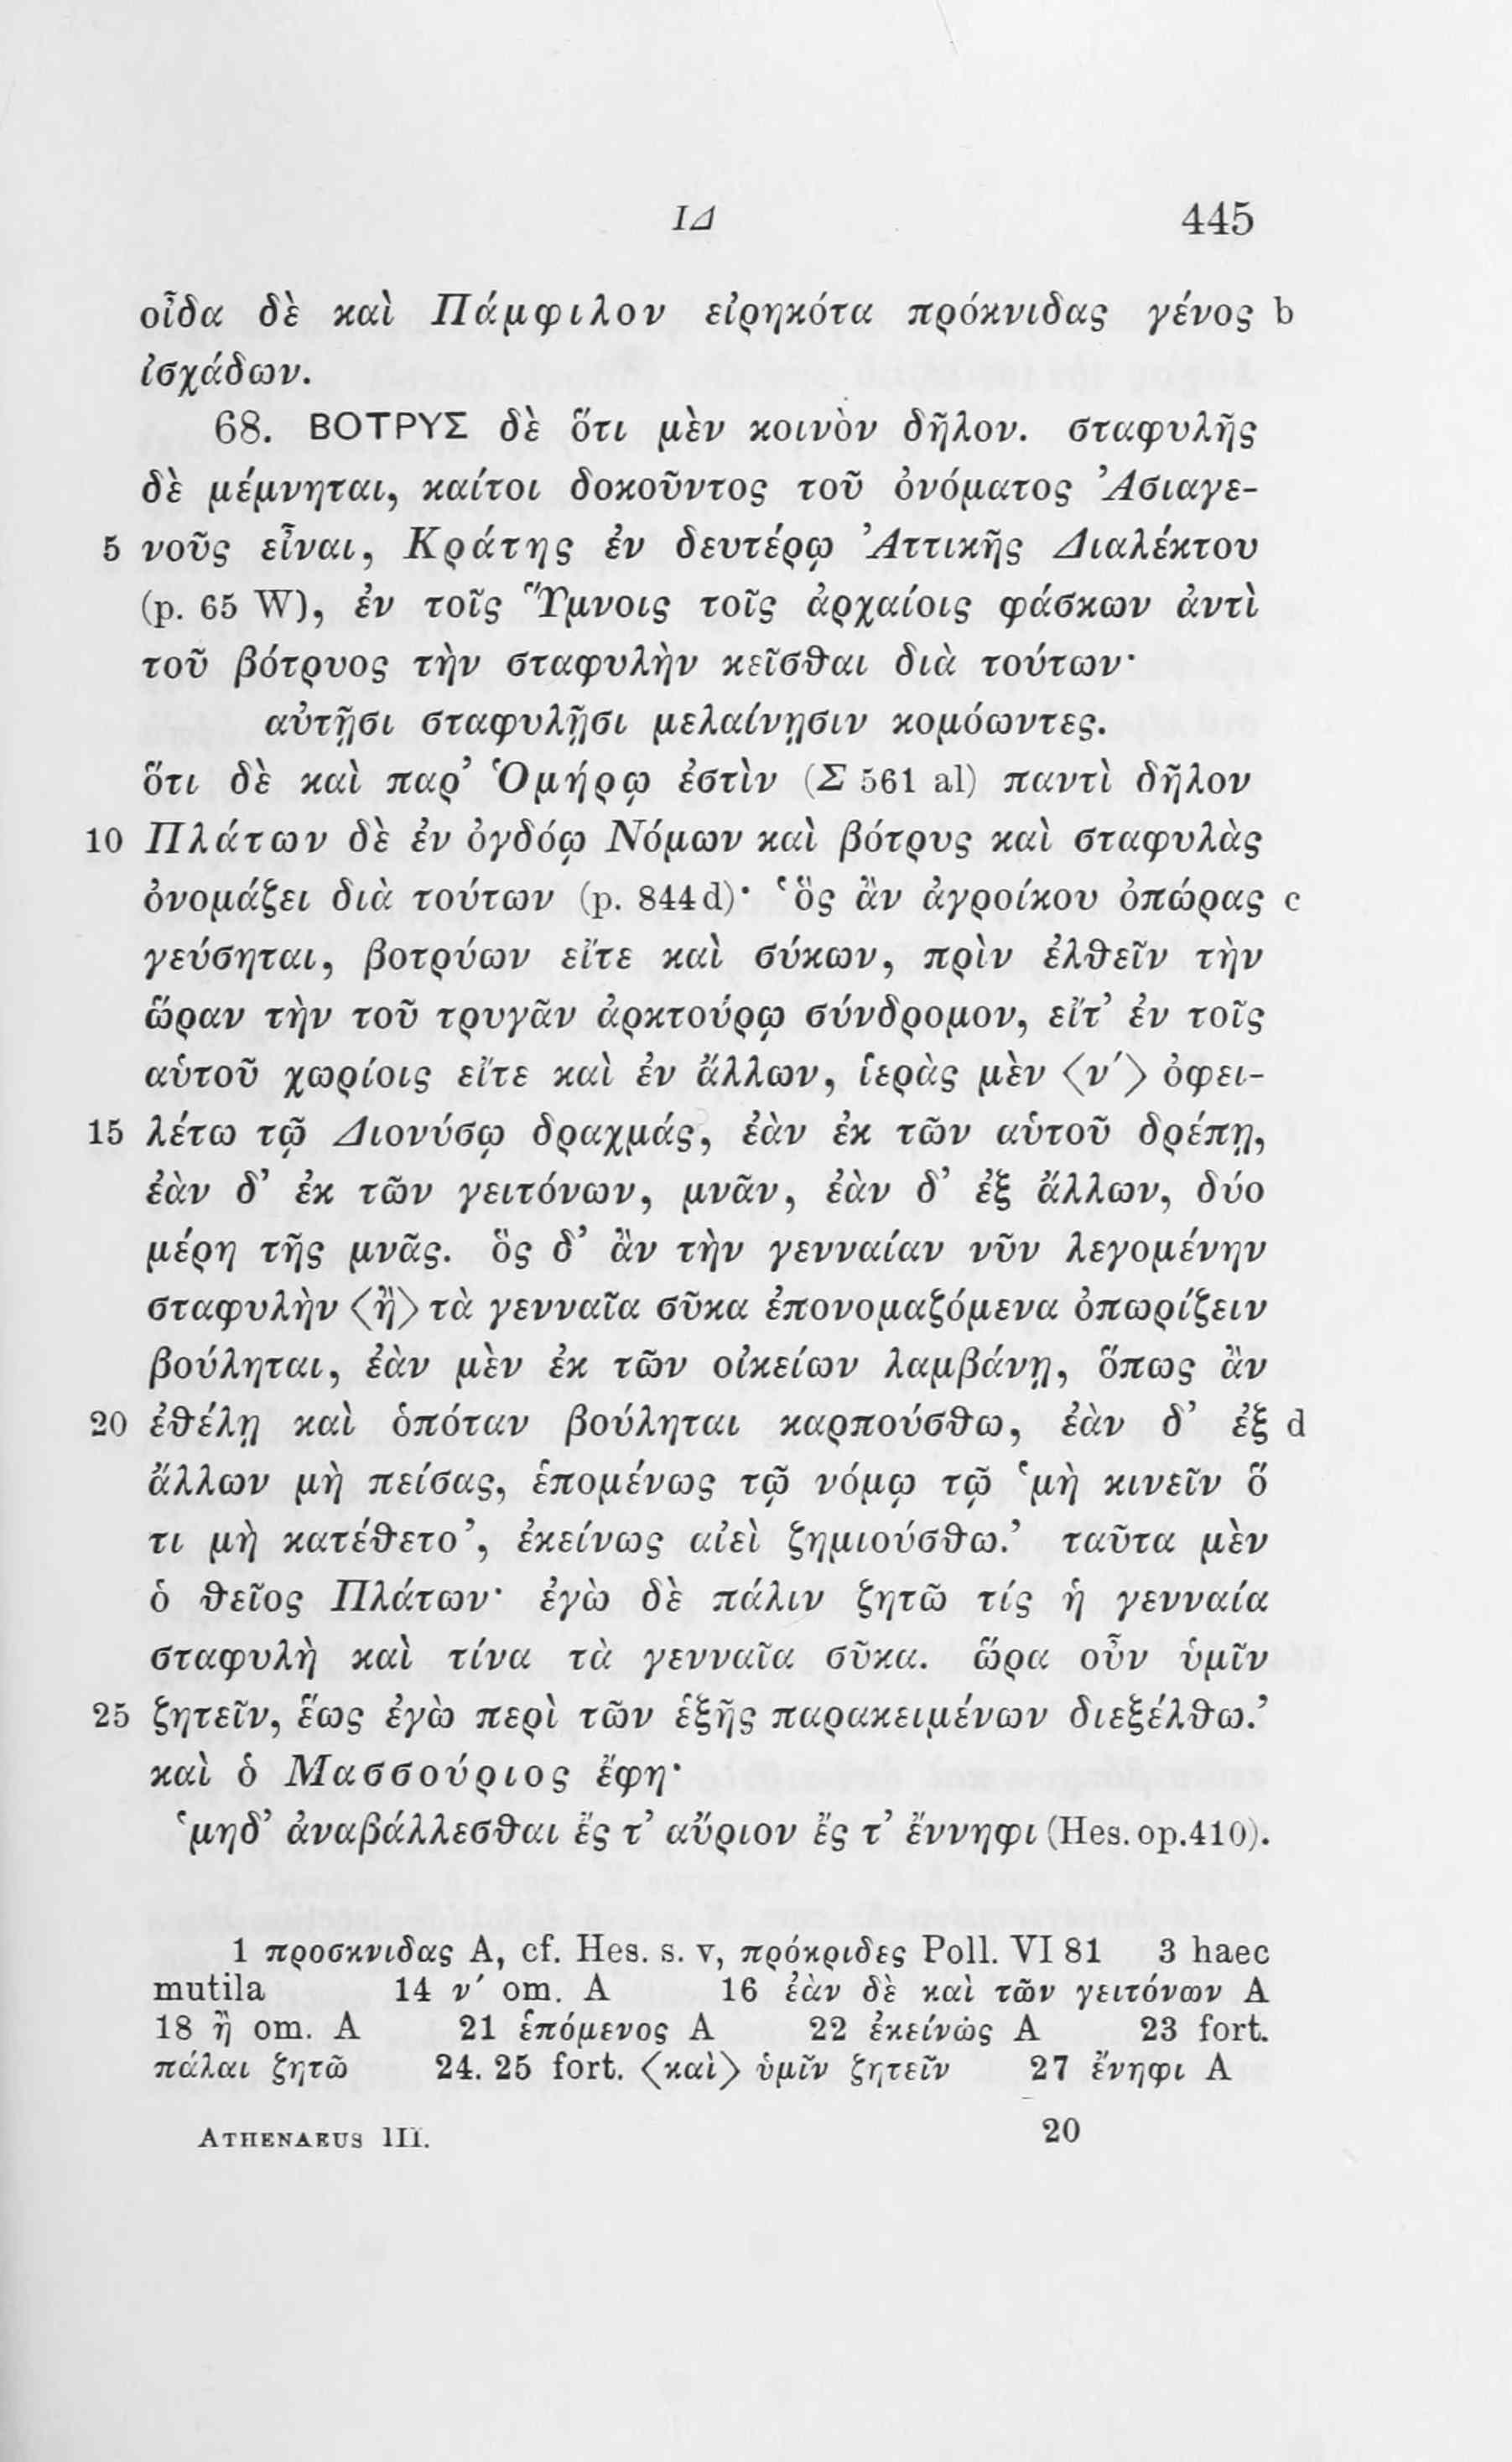 ΙΔ 445
οἶδα δὲ καὶ Πάμφιλον εἰρηκότα πρόκνιδας γένος b
ἰσχάδων.
68. ΒΟΤΡΥΣ δὲ ὅτι μὲν κοινὸν δῆλον. σταφυλῆς
δὲ μέμνηται, καίτοι δοκοῦντος τοῦ ὀνόματος Ἀσιαγε-
5 νοῦς εἶναι, Κράτης ἐν δευτέρῳ Ἀττικῆς Διαλέκτου
(p. 65 W), ἐν τοῖς Ὕμνοις τοῖς ἀρχαίοις φάσκων ἀντὶ
τοῦ βότρυος τὴν σταφυλὴν κεῖσθαι διὰ τούτων·
αὐτῇσι σταφυλῇσι μελαίνῃσιν κομόωντες.
ὅτι δὲ καὶ παρ’ Ὁμήρῳ ἐστὶν (Σ 561 al) παντὶ δῆλον
10 Πλάτων δὲ ἐν ὀγδόῳ Νόμων καὶ βότρυς καὶ σταφυλὰς
ὀνομάζει διὰ τούτων (p. 844d)· ‘ὃς ἂν ἀγροίκου ὀπώρας c
γεύσηται, βοτρύων εἴτε καὶ σύκων, πρὶν ἐλθεῖν τὴν
ὥραν τὴν τοῦ τρυγᾶν ἀρκτούρῳ σύνδρομον, εἴτ’ ἐν τοῖς
αὑτοῦ χωρίοις εἴτε καὶ ἐν ἄλλων, ἱερὰς μὲν ⟨ν′⟩ ὀφει-
15 λέτω τῷ Διονύσῳ δραχμάς, ἐὰν ἐκ τῶν αὑτοῦ δρέπῃ,
ἐὰν δ’ ἐκ τῶν γειτόνων, μνᾶν, ἐὰν δ’ ἐξ ἄλλων, δύο
μέρη τῆς μνᾶς. ὃς δ’ ἂν τὴν γενναίαν νῦν λεγομένην
σταφυλὴν ⟨ἢ⟩ τὰ γενναῖα σῦκα ἐπονομαζόμενα ὀπωρίζειν
βούληται, ἐὰν μὲν ἐκ τῶν οἰκείων λαμβάνῃ, ὅπως ἂν
20 ἐθέλῃ καὶ ὁπόταν βούληται καρπούσθω, ἐὰν δ’ ἐξ d
ἄλλων μὴ πείσας, ἑπομένως τῷ νόμῳ τῷ ‘μὴ κινεῖν ὅ
τι μὴ κατέθετο’, ἐκείνως αἰεὶ ζημιούσθω.’ ταῦτα μὲν
ὁ θεῖος Πλάτων· ἐγὼ δὲ πάλιν ζητῶ τίς ἡ γενναία
σταφυλὴ καὶ τίνα τὰ γενναῖα σῦκα. ὥρα οὖν ὑμῖν
25 ζητεῖν, ἕως ἐγὼ περὶ τῶν ἑξῆς παρακειμένων διεξέλθω.’
καὶ ὁ Μασσούριος ἔφη·
‘μηδ’ ἀναβάλλεσθαι ἔς τ’ αὔριον ἔς τ’ ἔννηφι (Hes. op.410).
1 προσκνιδας A, cf. Hes. s. v, πρόκριδες Poll. VI 81 3 haec
mutila 14 ν′ om. A 16 ἐὰν δὲ καὶ τῶν γειτόνων A
18 ἢ om. A 21 ἑπόμενος A 22 ἐκείνὼς A 23 fort.
πάλαι ζητῶ 24. 25 fort. ⟨καὶ⟩ ὑμῖν ζητεῖν 27 ἔνηφι A
ATHENAEUS III. 20